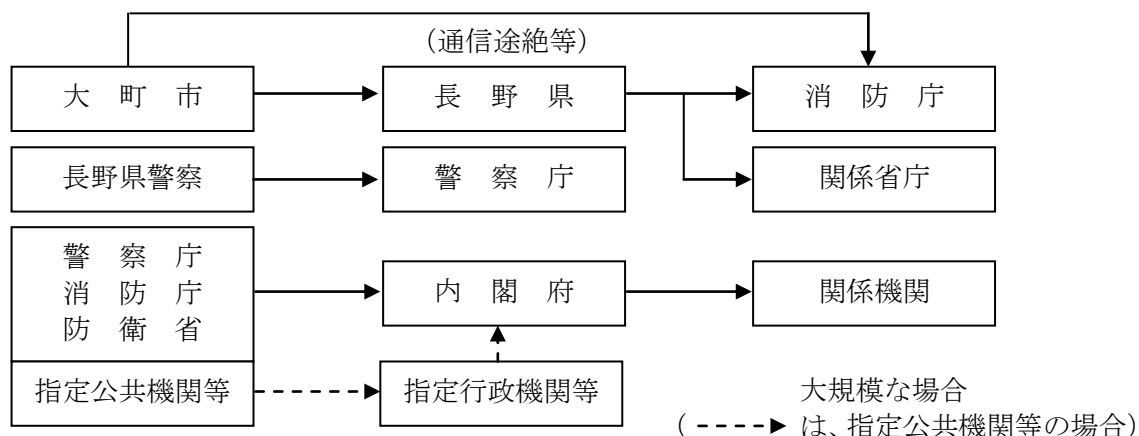 （通信途絶等）
大町市
長野県
消防庁
長野県警察
警察庁
関係省庁
警察庁
消防庁
防衛省
内閣府
関係機関
指定公共機関等
指定行政機関等
大規模な場合
（ は、指定公共機関等の場合）